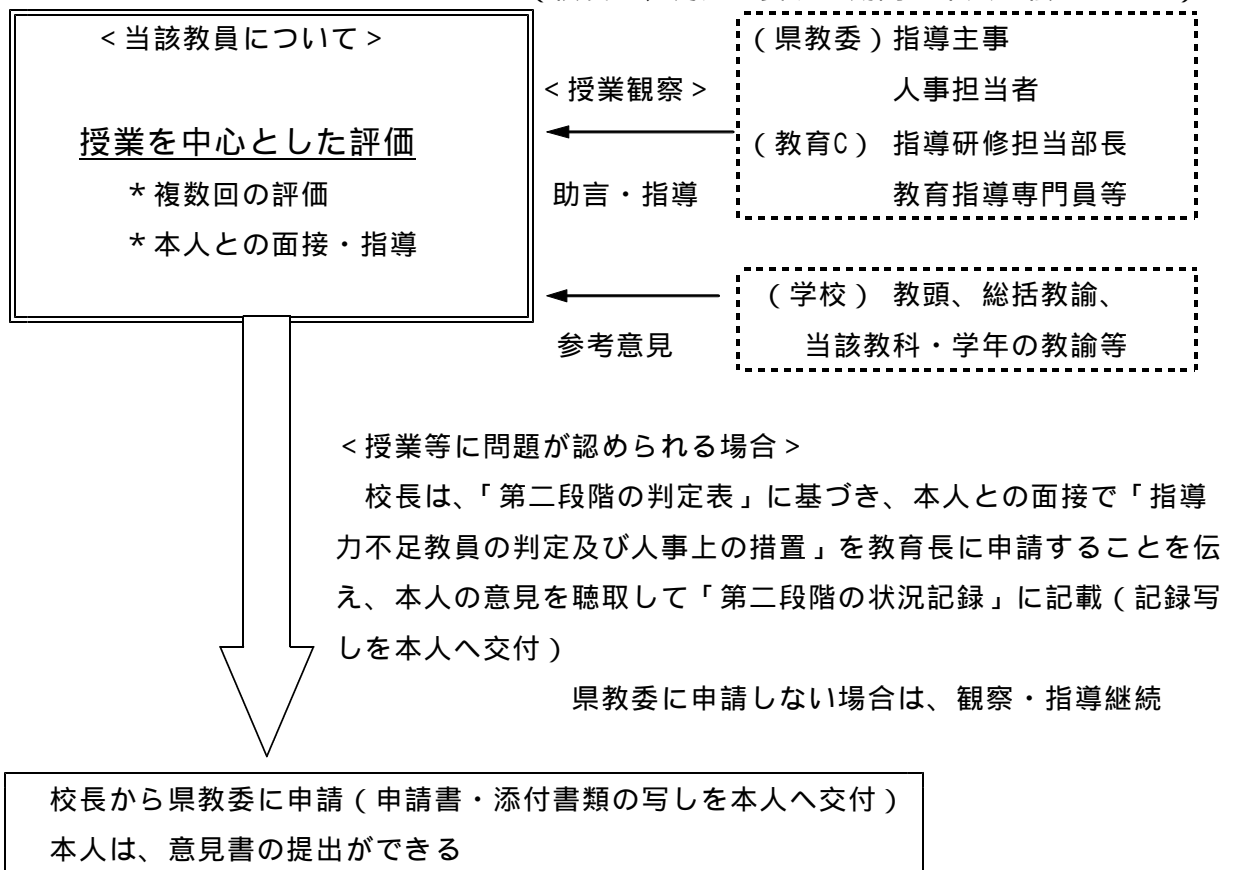 <当該教員について>
授業を中心とした評価
*複数回の評価
*本人との面接・指導
<授業観察>
助言・指導
(県教委)指導主事
人事担当者
(教育C) 指導研修担当部長
教育指導専門員等
参考意見
(学校) 教頭、総括教諭、
当該教科・学年の教諭等
<授業等に問題が認められる場合>
校長は、「第二段階の判定表」に基づき、本人との面接で「指導
力不足教員の判定及び人事上の措置」を教育長に申請することを伝
え、本人の意見を聴取して「第二段階の状況記録」に記載(記録写
しを本人へ交付)
県教委に申請しない場合は、観察・指導継続
校長から県教委に申請(申請書・添付書類の写しを本人へ交付)
本人は、意見書の提出ができる